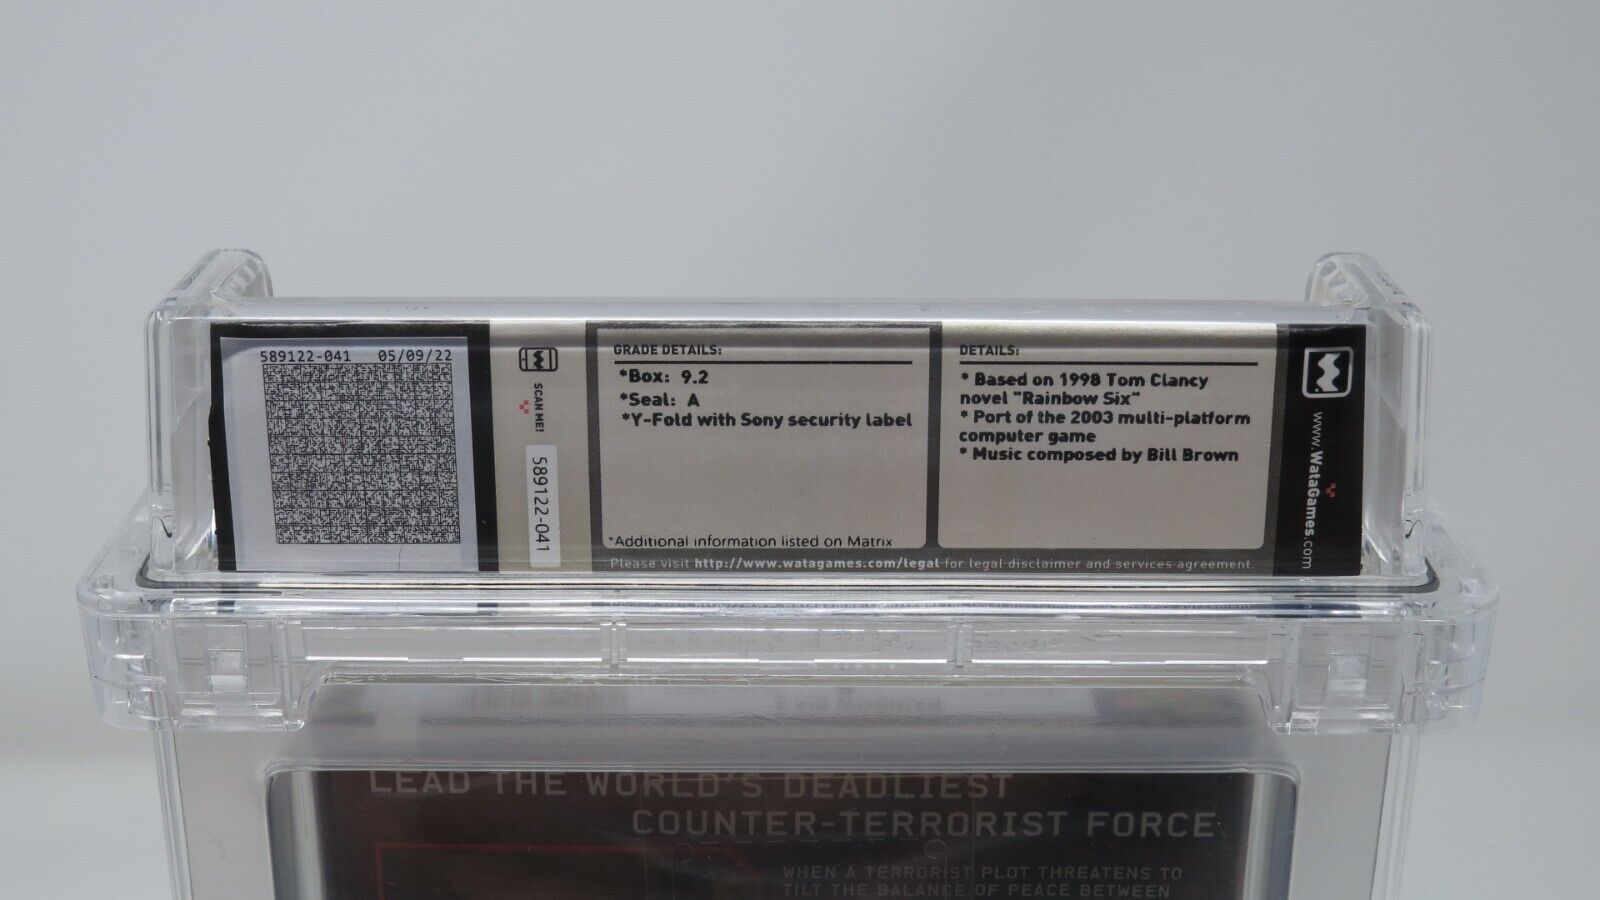 589122-041 05/09/22
SCAN ME!
589122-041
GRADE DETAILS:
*Box: 9.2
*Seal: A
*Y-Fold with Sony security label
*Additional information listed on Matrix
DETAILS:
* Based on 1998 Tom Clancy
novel "Rainbow Six"
* Port of the 2003 multi-platform
computer game
* Music composed by Bill Brown
www.WataGames.com
Please visit http://www.watagames.com/legal for legal disclaimer and services agreement.
LEAD THE WORLD'S DEADLIEST
COUNTER-TERRORIST FORCE
WHEN A TERRORIST PLOT THREATENS TO
TILT THE BALANCE OF PEACE BETWEEN